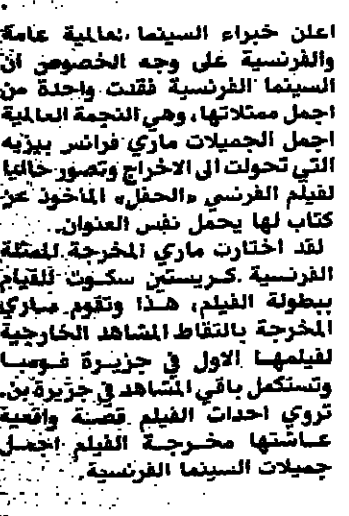 اعلن خبراء السينما العالمية عامة
والفرنسية على وجه الخصوص ان
السينما الفرنسية فقدت واحدة من
اجمل ممثلاتها، وهي النجمة العالمية
اجمل الجميلات ماري فرانس بيزيه
التي تحولت الى الاخراج وتصور حاليا
لفيلم الفرنسي «الحفل» المأخوذ عن
كتاب لها يحمل نفس العنوان.
لقد اختارت ماري المخرجة للممثلة
الفرنسية كريستين سكوت للقيام
ببطولة الفيلم، هذا وتقوم ماري
المخرجة بالتقاط المشاهد الخارجية
لفيلمها الاول في جزيرة
وتستكمل باقي المشاهد في جزيرة بن.
تروي احداث الفيلم قصة واقعية
عاشتها مخرجة الفيلم اجمل
جميلات السينما الفرنسية.